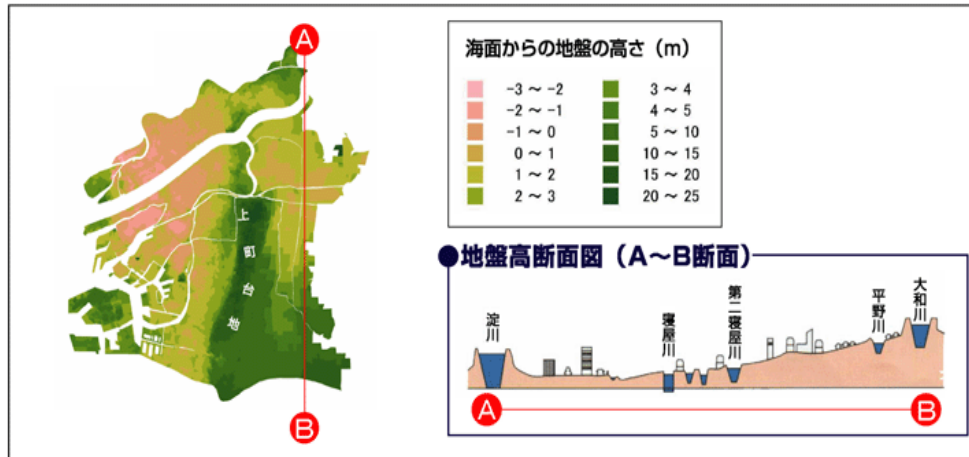 A
上町台地
B
海面からの地盤の高さ（m）
-3 ～ -2
-2 ～ -1
-1 ～ 0
0 ～ 1
1 ～ 2
2 ～ 3
3 ～ 4
4 ～ 5
5 ～ 10
10 ～ 15
15 ～ 20
20 ～ 25
●地盤高断面図（A～B断面）
淀川
寝屋川
第二寝屋川
平野川
大和川
A
B